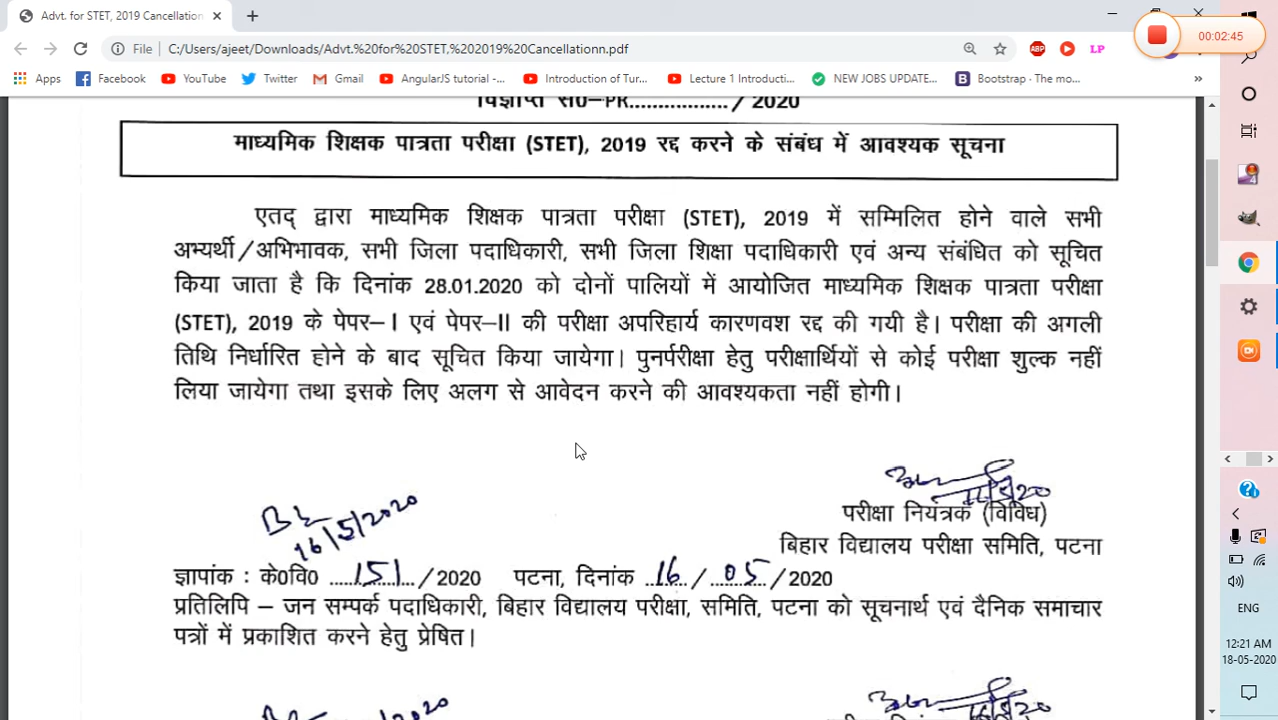 Advt. for STET, 2019 Cancellation
00:02:45
File C:/Users/ajeet/Downloads/Advt.%20for%20STET,%202019%20Cancellationn.pdf
ABP
LP
Apps Facebook YouTube Twitter Gmail AngularJS tutorial -... Introduction of Tur... Lecture 1 Introducti... NEW JOBS UPDATE... Bootstrap · The mo... »
विज्ञप्ति सं0–PR................./ 2020
माध्यमिक शिक्षक पात्रता परीक्षा (STET), 2019 रद्द करने के संबंध में आवश्यक सूचना
एतद् द्वारा माध्यमिक शिक्षक पात्रता परीक्षा (STET), 2019 में सम्मिलित होने वाले सभी
अभ्यर्थी/अभिभावक, सभी जिला पदाधिकारी, सभी जिला शिक्षा पदाधिकारी एवं अन्य संबंधित को सूचित
किया जाता है कि दिनांक 28.01.2020 को दोनों पालियों में आयोजित माध्यमिक शिक्षक पात्रता परीक्षा
(STET), 2019 के पेपर–I एवं पेपर–II की परीक्षा अपरिहार्य कारणवश रद्द की गयी है। परीक्षा की अगली
तिथि निर्धारित होने के बाद सूचित किया जायेगा। पुनर्परीक्षा हेतु परीक्षार्थियों से कोई परीक्षा शुल्क नहीं
लिया जायेगा तथा इसके लिए अलग से आवेदन करने की आवश्यकता नहीं होगी।
16/5/2020
परीक्षा नियंत्रक (विविध)
बिहार विद्यालय परीक्षा समिति, पटना
ज्ञापांक : के0वि0 .....151..../2020 पटना, दिनांक ..16../..05../2020
प्रतिलिपि – जन सम्पर्क पदाधिकारी, बिहार विद्यालय परीक्षा, समिति, पटना को सूचनार्थ एवं दैनिक समाचार
पत्रों में प्रकाशित करने हेतु प्रेषित।
4
ENG
12:21 AM
18-05-2020